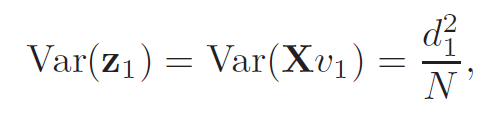 Var(z₁) = Var(Xv₁) = d₁²/N,